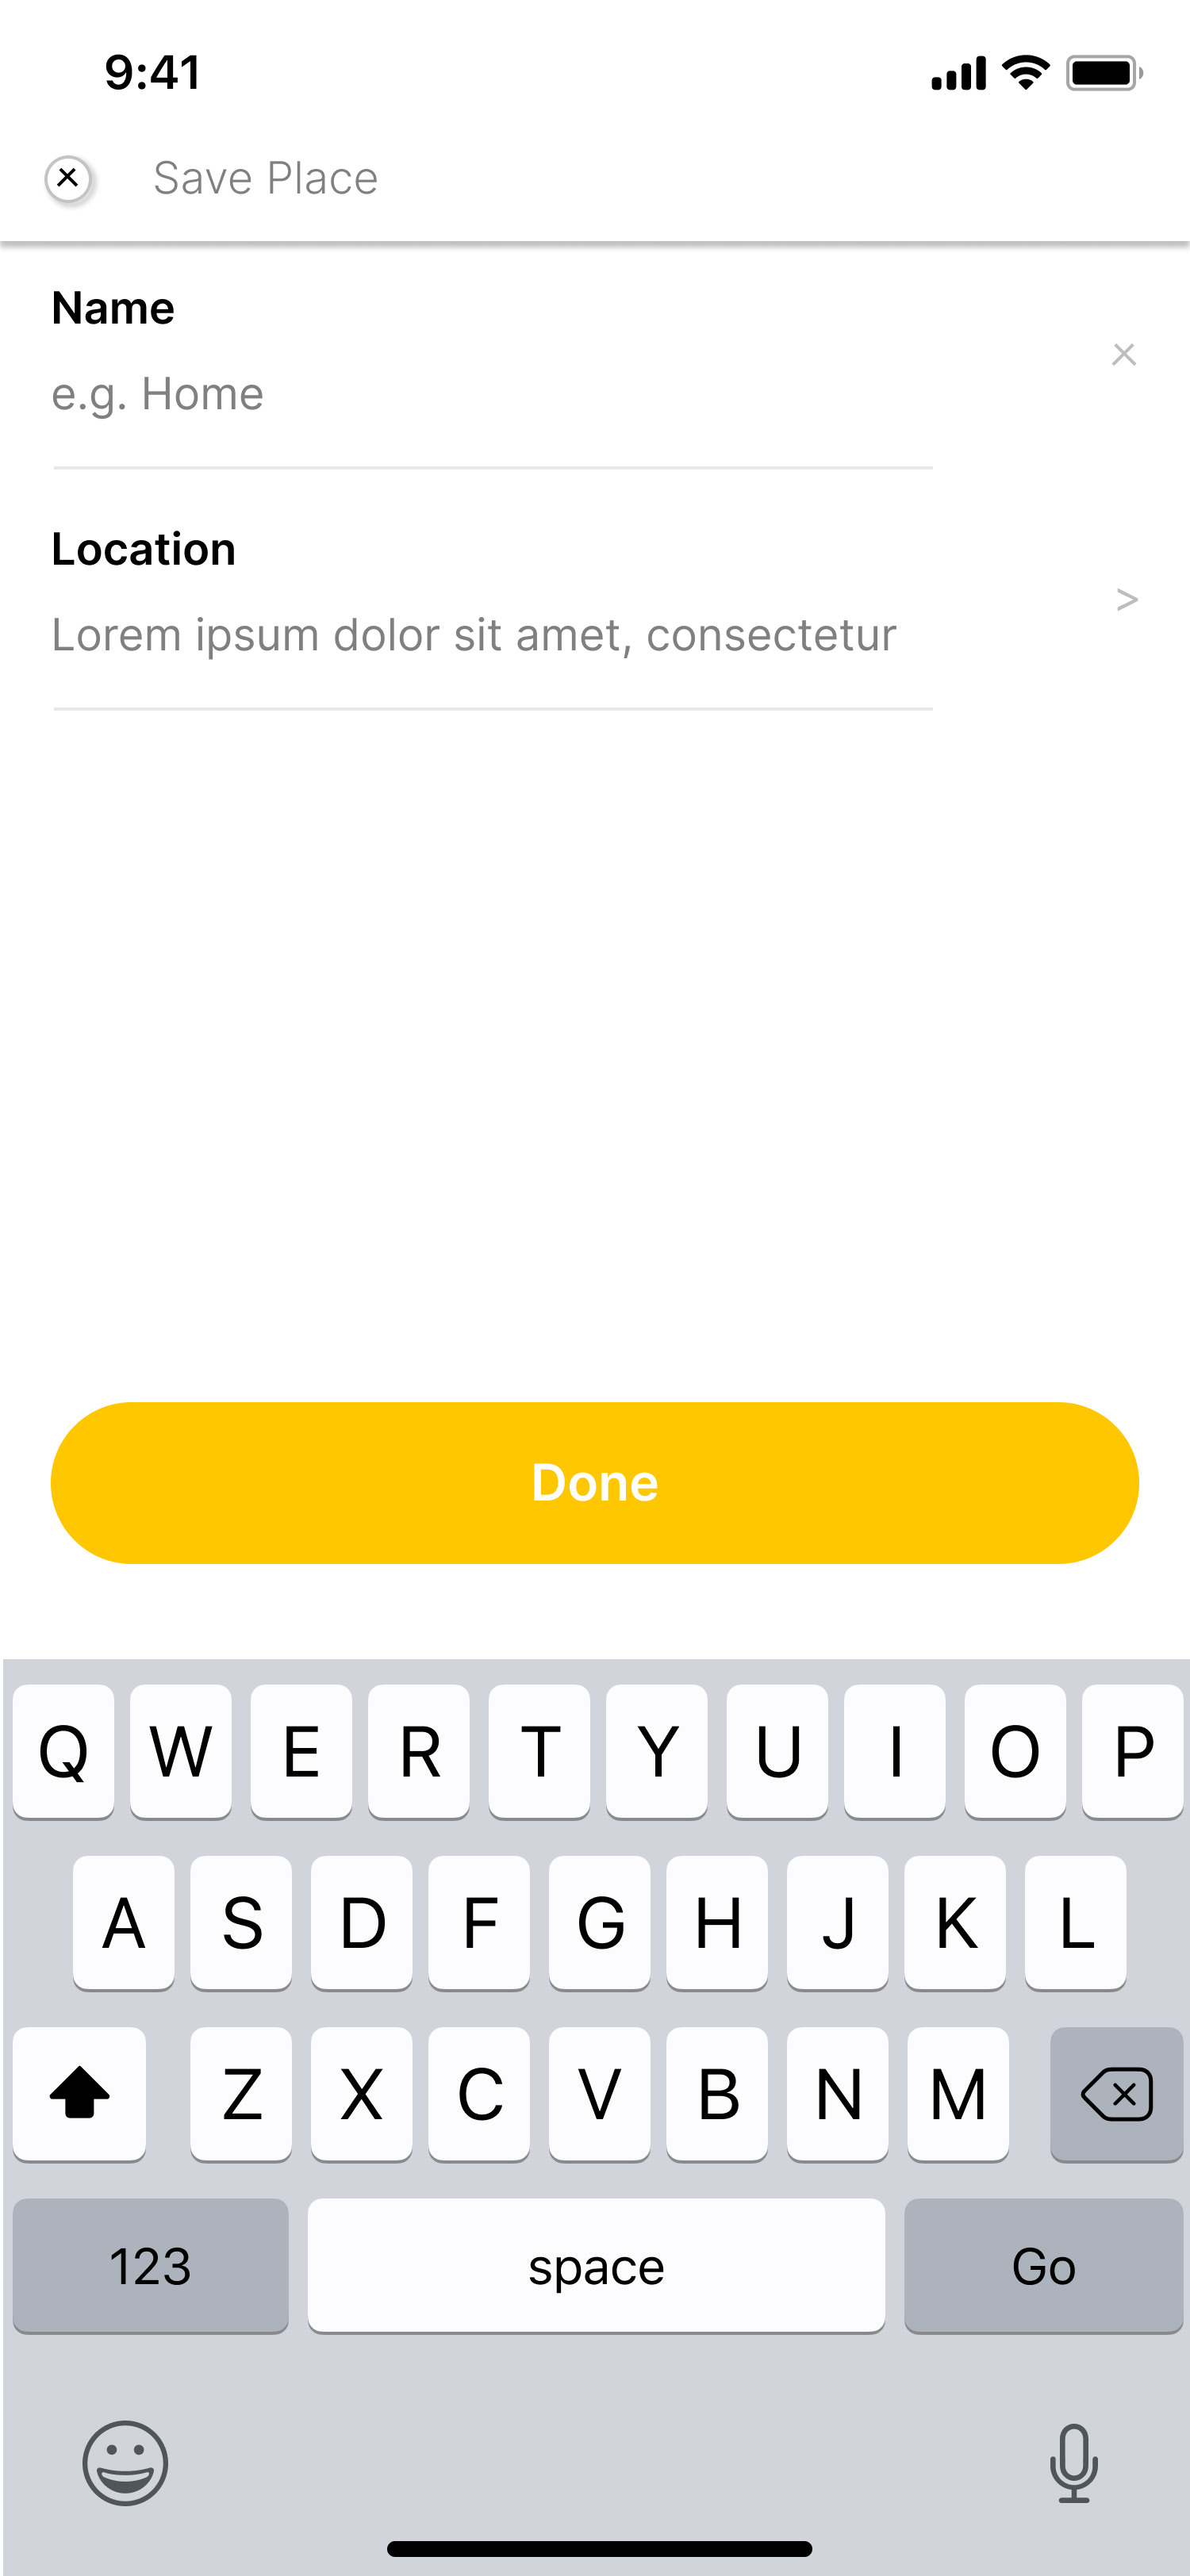 9:41
Save Place
Name
e.g. Home
Location
Lorem ipsum dolor sit amet, consectetur
>
Done
Q W E R T Y U I O P
A S D F G H J K L
Z X C V B N M
123 space Go